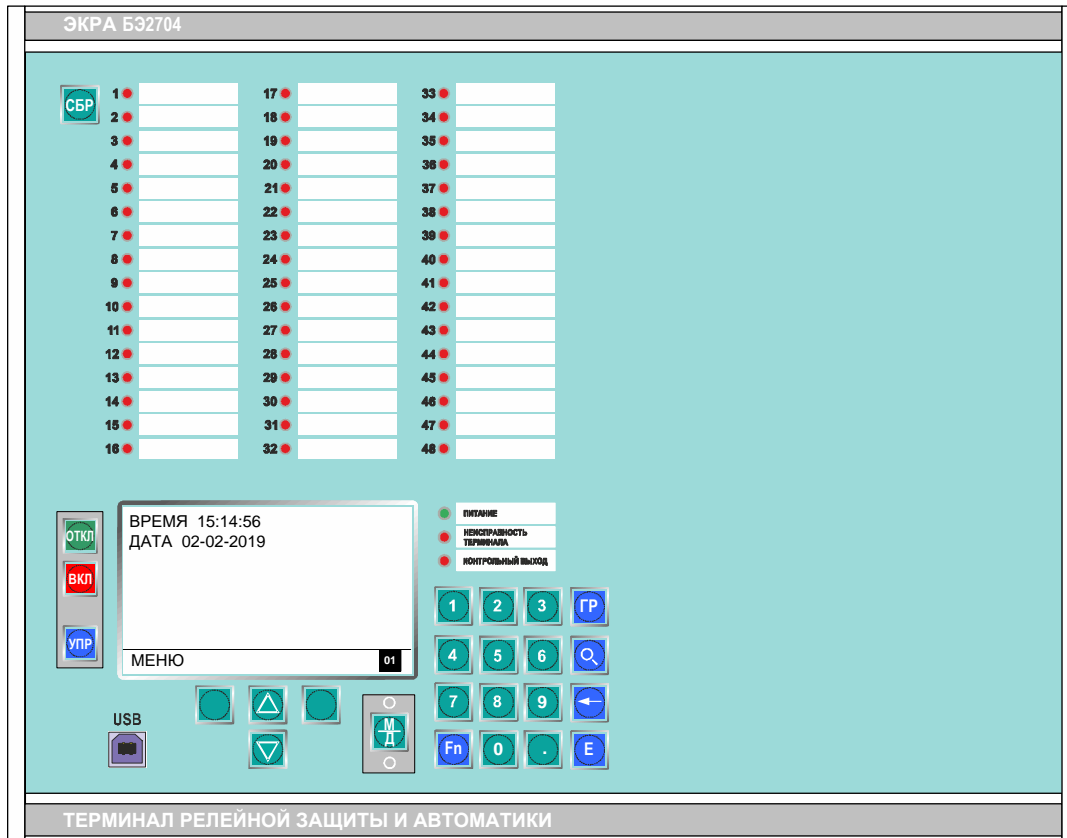 ЭКРА БЭ2704
СБР
1 17 33
2 18 34
3 19 35
4 20 36
5 21 37
6 22 38
7 23 39
8 24 40
9 25 41
10 26 42
11 27 43
12 28 44
13 29 45
14 30 46
15 31 47
16 32 48
ОТКЛ
ВКЛ
УПР
ВРЕМЯ 15:14:56
ДАТА 02-02-2019
МЕНЮ 01
ПИТАНИЕ
НЕИСПРАВНОСТЬ
ТЕРМИНАЛА
КОНТРОЛЬНЫЙ ВЫХОД
1 2 3 ГР
4 5 6
7 8 9
Fn 0 . E
USB
М
Д
ТЕРМИНАЛ РЕЛЕЙНОЙ ЗАЩИТЫ И АВТОМАТИКИ